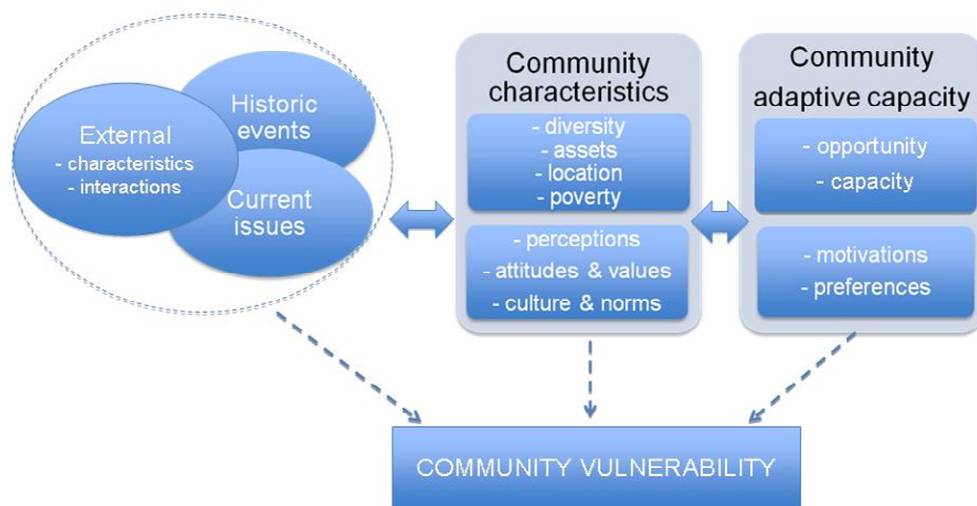 Historic
events
External
- characteristics
- interactions
Current
issues
Community
characteristics
- diversity
- assets
- location
- poverty
- perceptions
- attitudes & values
- culture & norms
Community
adaptive capacity
- opportunity
- capacity
- motivations
- preferences
COMMUNITY VULNERABILITY